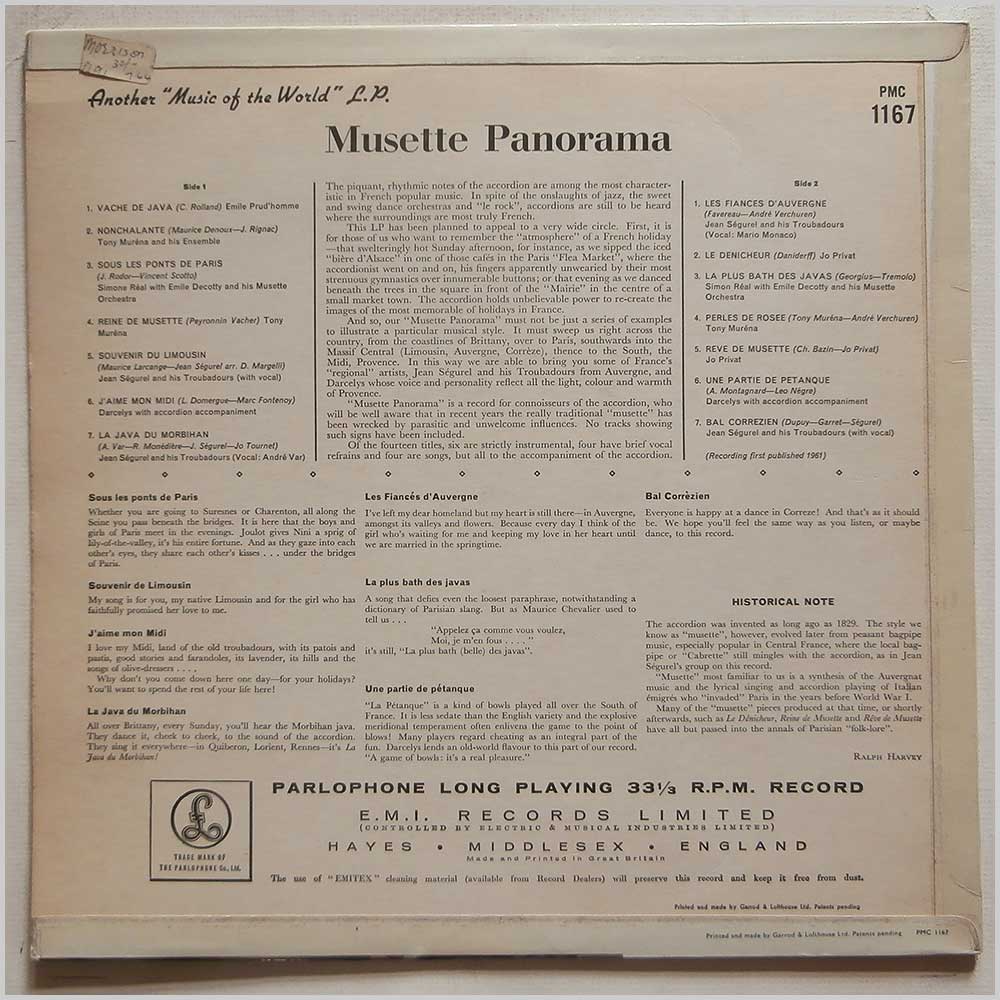 MORRISON
30/-
Another "Music of the World" L.P.
PMC
1167
Musette Panorama
Side 1
1. VACHE DE JAVA (C. Rolland) Emile Prud'homme
2. NONCHALANTE (Maurice Denoux—J. Rignac)
Tony Muréna and his Ensemble
3. SOUS LES PONTS DE PARIS
(J. Rodor—Vincent Scotto)
Simone Réal with Emile Decotty and his Musette
Orchestra
4. REINE DE MUSETTE (Peyronnin Vacher) Tony
Muréna
5. SOUVENIR DU LIMOUSIN
(Maurice Larcange—Jean Ségurel arr. D. Margelli)
Jean Ségurel and his Troubadours (with vocal)
6. J'AIME MON MIDI (L. Domergue—Marc Fontenoy)
Darcelys with accordion accompaniment
7. LA JAVA DU MORBIHAN
(A. Var—R. Monédière—J. Ségurel—Jo Tournet)
Jean Ségurel and his Troubadours (Vocal: André Var)
The piquant, rhythmic notes of the accordion are among the most character-
istic in French popular music. In spite of the onslaughts of jazz, the sweet
and swing dance orchestras and "le rock", accordions are still to be heard
where the surroundings are most truly French.
This LP has been planned to appeal to a very wide circle. First, it is
for those of us who want to remember the "atmosphere" of a French holiday
—that swelteringly hot Sunday afternoon, for instance, as we sipped the iced
"bière d'Alsace" in one of those cafés in the Paris "Flea Market", where the
accordionist went on and on, his fingers apparently unwearied by their most
strenuous gymnastics over innumerable buttons; or that evening as we danced
beneath the trees in the square in front of the "Mairie" in the centre of a
small market town. The accordion holds unbelievable power to re-create the
images of the most memorable of holidays in France.
And so, our "Musette Panorama" must not be just a series of examples
to illustrate a particular musical style. It must sweep us right across the
country, from the coastlines of Brittany, over to Paris, southwards into the
Massif Central (Limousin, Auvergne, Corrèze), thence to the South, the
Midi, Provence. In this way we are able to bring you some of France's
"regional" artists, Jean Ségurel and his Troubadours from Auvergne, and
Darcelys whose voice and personality reflect all the light, colour and warmth
of Provence.
"Musette Panorama" is a record for connoisseurs of the accordion, who
will be well aware that in recent years the really traditional "musette" has
been wrecked by parasitic and unwelcome influences. No tracks showing
such signs have been included.
Of the fourteen titles, six are strictly instrumental, four have brief vocal
refrains and four are songs, but all to the accompaniment of the accordion.
Side 2
1. LES FIANCES D'AUVERGNE
(Favereau—André Verchuren)
Jean Ségurel and his Troubadours
(Vocal: Mario Monaco)
2. LE DENICHEUR (Daniderff) Jo Privat
3. LA PLUS BATH DES JAVAS (Georgius—Tremolo)
Simon Réal with Emile Decotty and his Musette
Orchestra
4. PERLES DE ROSEE (Tony Muréna—André Verchuren)
Tony Muréna
5. REVE DE MUSETTE (Ch. Bazin—Jo Privat)
Jo Privat
6. UNE PARTIE DE PETANQUE
(A. Montagnard—Leo Nègre)
Darcelys with accordion accompaniment
7. BAL CORREZIEN (Dupuy—Garret—Ségurel)
Jean Ségurel and his Troubadours (with vocal)
(Recording first published 1961)
Sous les ponts de Paris
Whether you are going to Suresnes or Charenton, all along the
Seine you pass beneath the bridges. It is here that the boys and
girls of Paris meet in the evenings. Joulot gives Nini a sprig of
lily-of-the-valley, it's his entire fortune. And as they gaze into each
other's eyes, they share each other's kisses . . . under the bridges
of Paris.
Souvenir de Limousin
My song is for you, my native Limousin and for the girl who has
faithfully promised her love to me.
J'aime mon Midi
I love my Midi, land of the old troubadours, with its patois and
pastis, good stories and farandoles, its lavender, its hills and the
songs of olive-dressers . . . .
Why don't you come down here one day—for your holidays?
You'll want to spend the rest of your life here!
La Java du Morbihan
All over Brittany, every Sunday, you'll hear the Morbihan java.
They dance it, cheek to cheek, to the sound of the accordion.
They sing it everywhere—in Quiberon, Lorient, Rennes—it's La
Java du Morbihan!
Les Fiancés d'Auvergne
I've left my dear homeland but my heart is still there—in Auvergne,
amongst its valleys and flowers. Because every day I think of the
girl who's waiting for me and keeping my love in her heart until
we are married in the springtime.
La plus bath des javas
A song that defies even the loosest paraphrase, notwithstanding a
dictionary of Parisian slang. But as Maurice Chevalier used to
tell us . . .
"Appelez ça comme vous voulez,
Moi, je m'en fous . . . ."
it's still, "La plus bath (belle) des javas".
Une partie de pétanque
"La Pétanque" is a kind of bowls played all over the South of
France. It is less sedate than the English variety and the explosive
meridional temperament often enlivens the game to the point of
blows! Many players regard cheating as an integral part of the
fun. Darcelys lends an old-world flavour to this part of our record.
"A game of bowls: it's a real pleasure."
Bal Corrèzien
Everyone is happy at a dance in Correze! And that's as it should
be. We hope you'll feel the same way as you listen, or maybe
dance, to this record.
HISTORICAL NOTE
The accordion was invented as long ago as 1829. The style we
know as "musette", however, evolved later from peasant bagpipe
music, especially popular in Central France, where the local bag-
pipe or "Cabrette" still mingles with the accordion, as in Jean
Ségurel's group on this record.
"Musette" most familiar to us is a synthesis of the Auvergnat
music and the lyrical singing and accordion playing of Italian
émigrés who "invaded" Paris in the years before World War I.
Many of the "musette" pieces produced at that time, or shortly
afterwards, such as Le Dénicheur, Reine de Musette and Rêve de Musette
have all but passed into the annals of Parisian "folk-lore".
RALPH HARVEY
£
TRADE MARK OF
THE PARLOPHONE Co., Ltd.
PARLOPHONE LONG PLAYING 33⅓ R.P.M. RECORD
E.M.I. RECORDS LIMITED
(CONTROLLED BY ELECTRIC & MUSICAL INDUSTRIES LIMITED)
HAYES • MIDDLESEX • ENGLAND
Made and Printed in Great Britain
The use of "EMITEX" cleaning material (available from Record Dealers) will preserve this record and keep it free from dust.
Printed and made by Garrod & Lofthouse Ltd. Patents pending
Printed and made by Garrod & Lofthouse Ltd. Patents pending PMC 1167